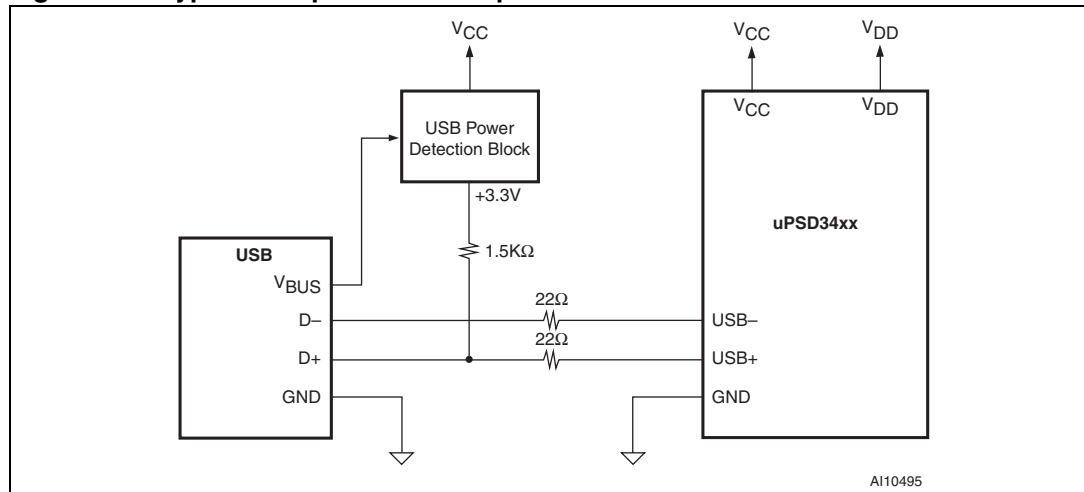 VCC
VCC
VDD
USB Power
Detection Block
VCC
VDD
+3.3V
uPSD34xx
USB
1.5KΩ
VBUS
22Ω
D–
USB–
22Ω
D+
USB+
GND
GND
AI10495